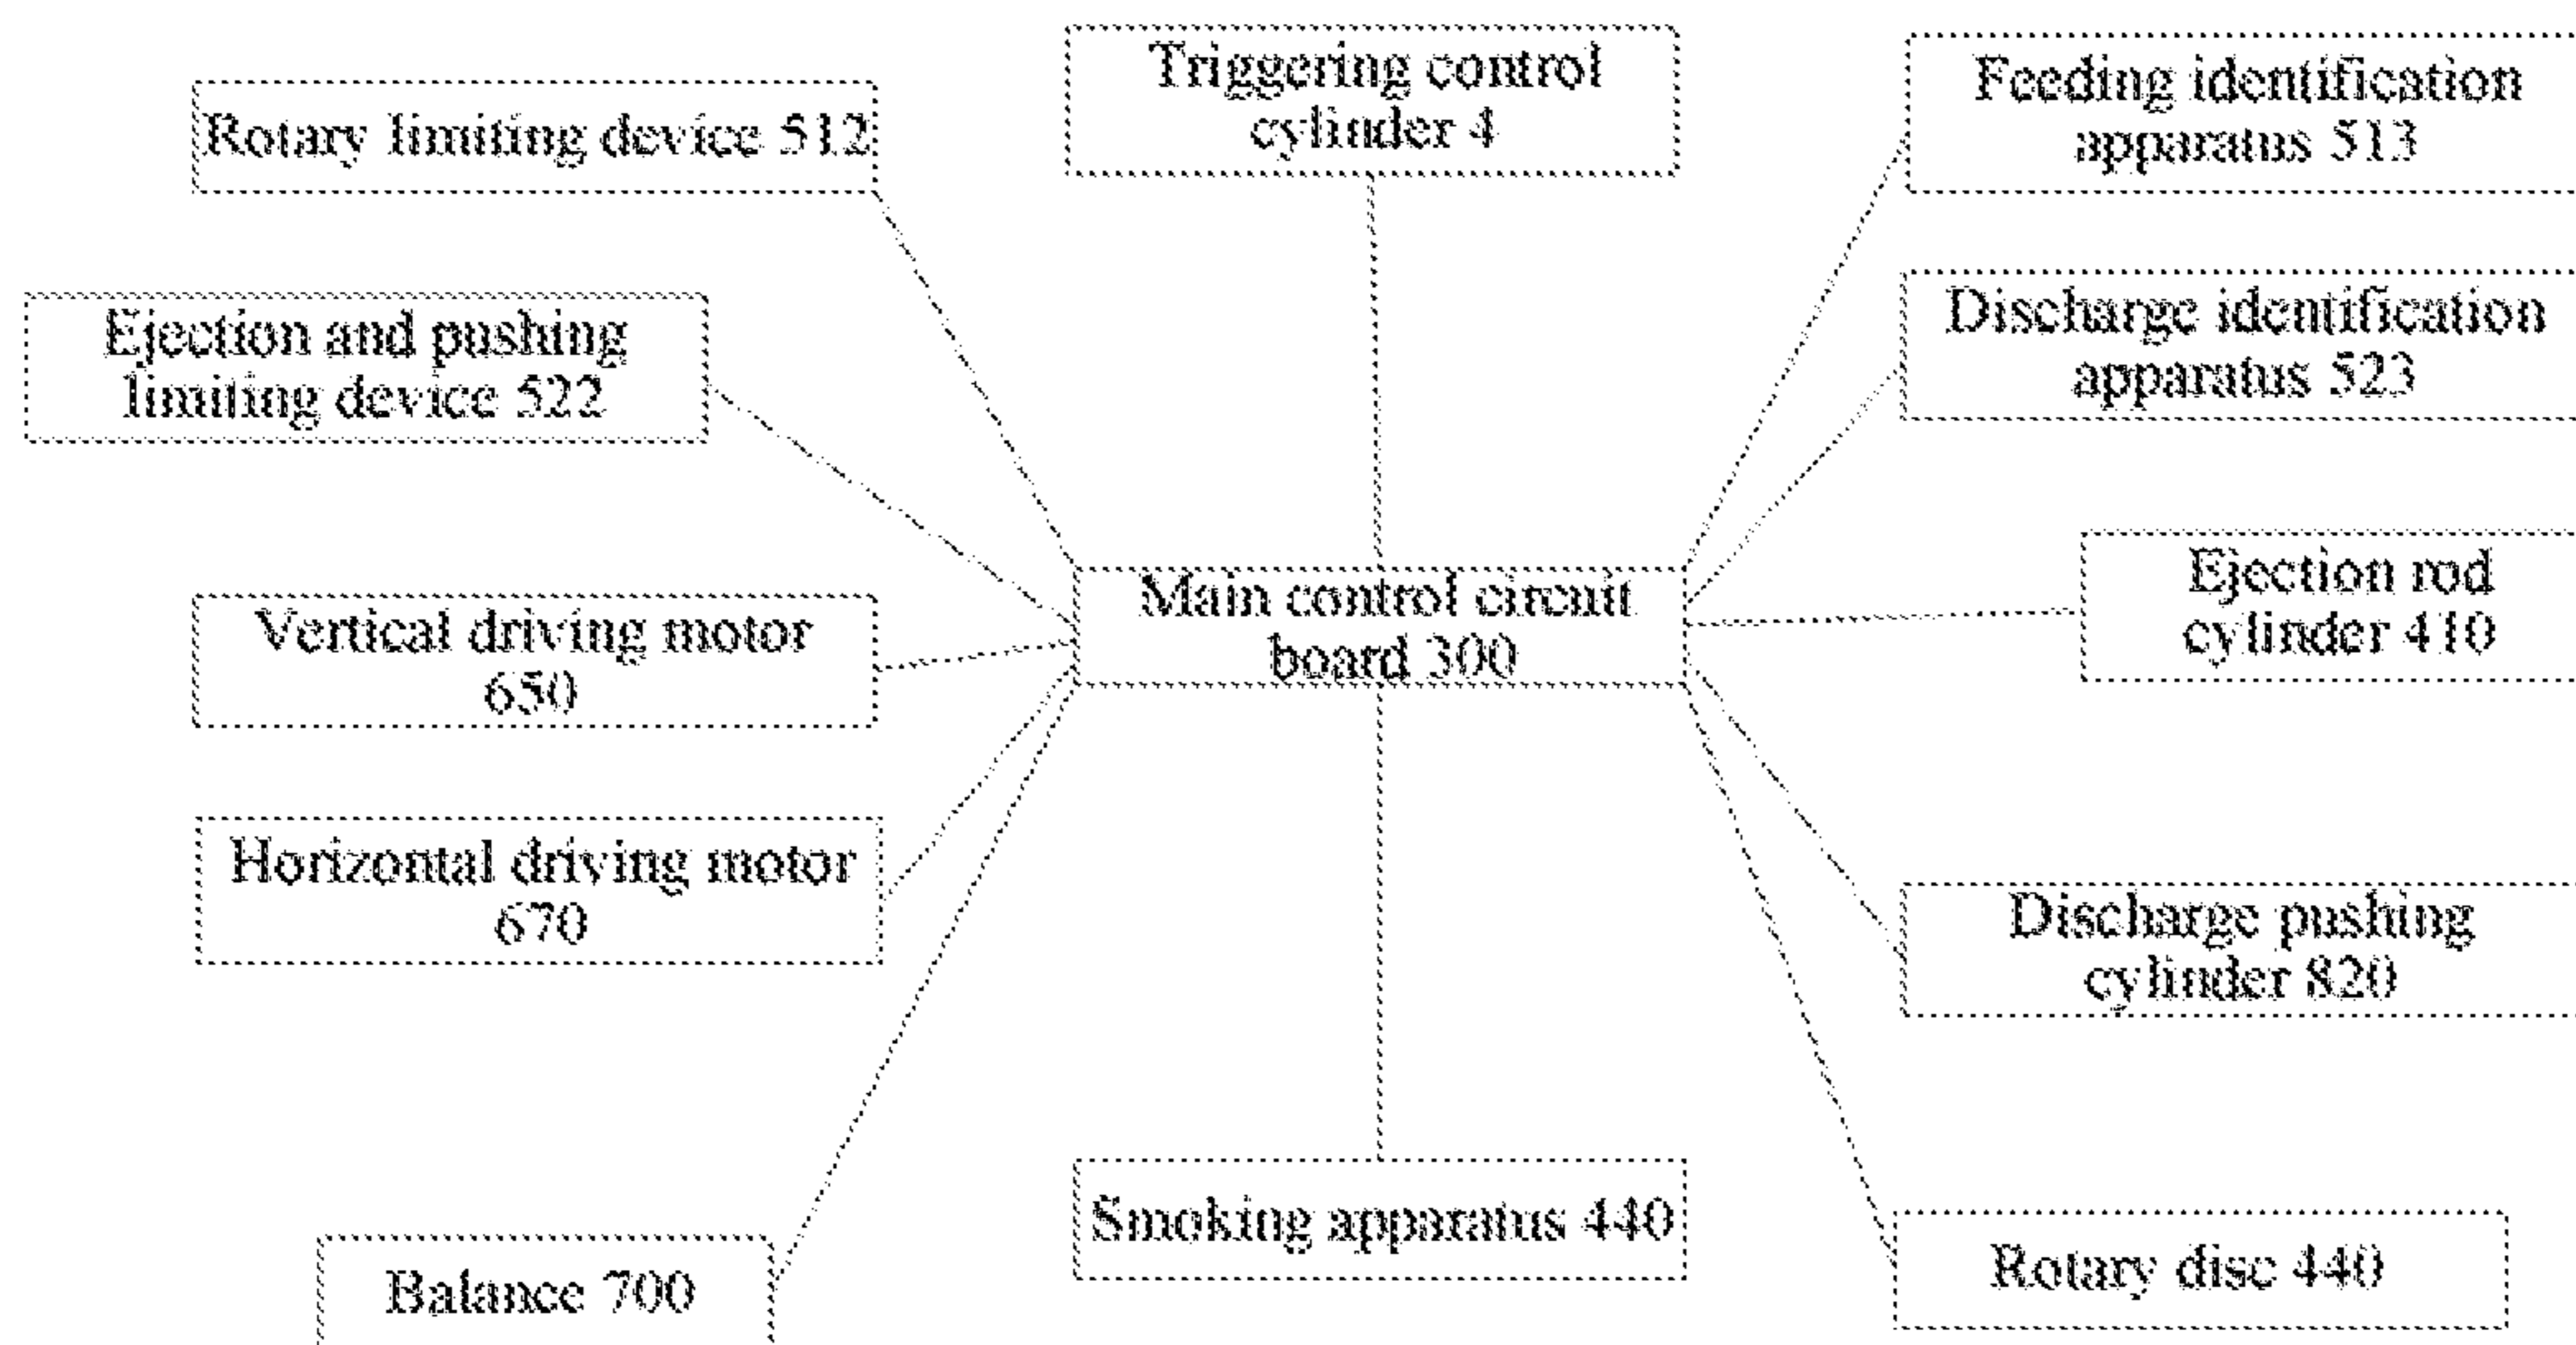 Triggering control
cylinder 4
Rotary limiting device 512
Feeding identification
apparatus 513
Ejection and pushing
limiting device 522
Discharge identification
apparatus 523
Main control circuit
board 300
Ejection rod
cylinder 410
Vertical driving motor
650
Horizontal driving motor
670
Discharge pushing
cylinder 820
Smoking apparatus 440
Rotary disc 440
Balance 700